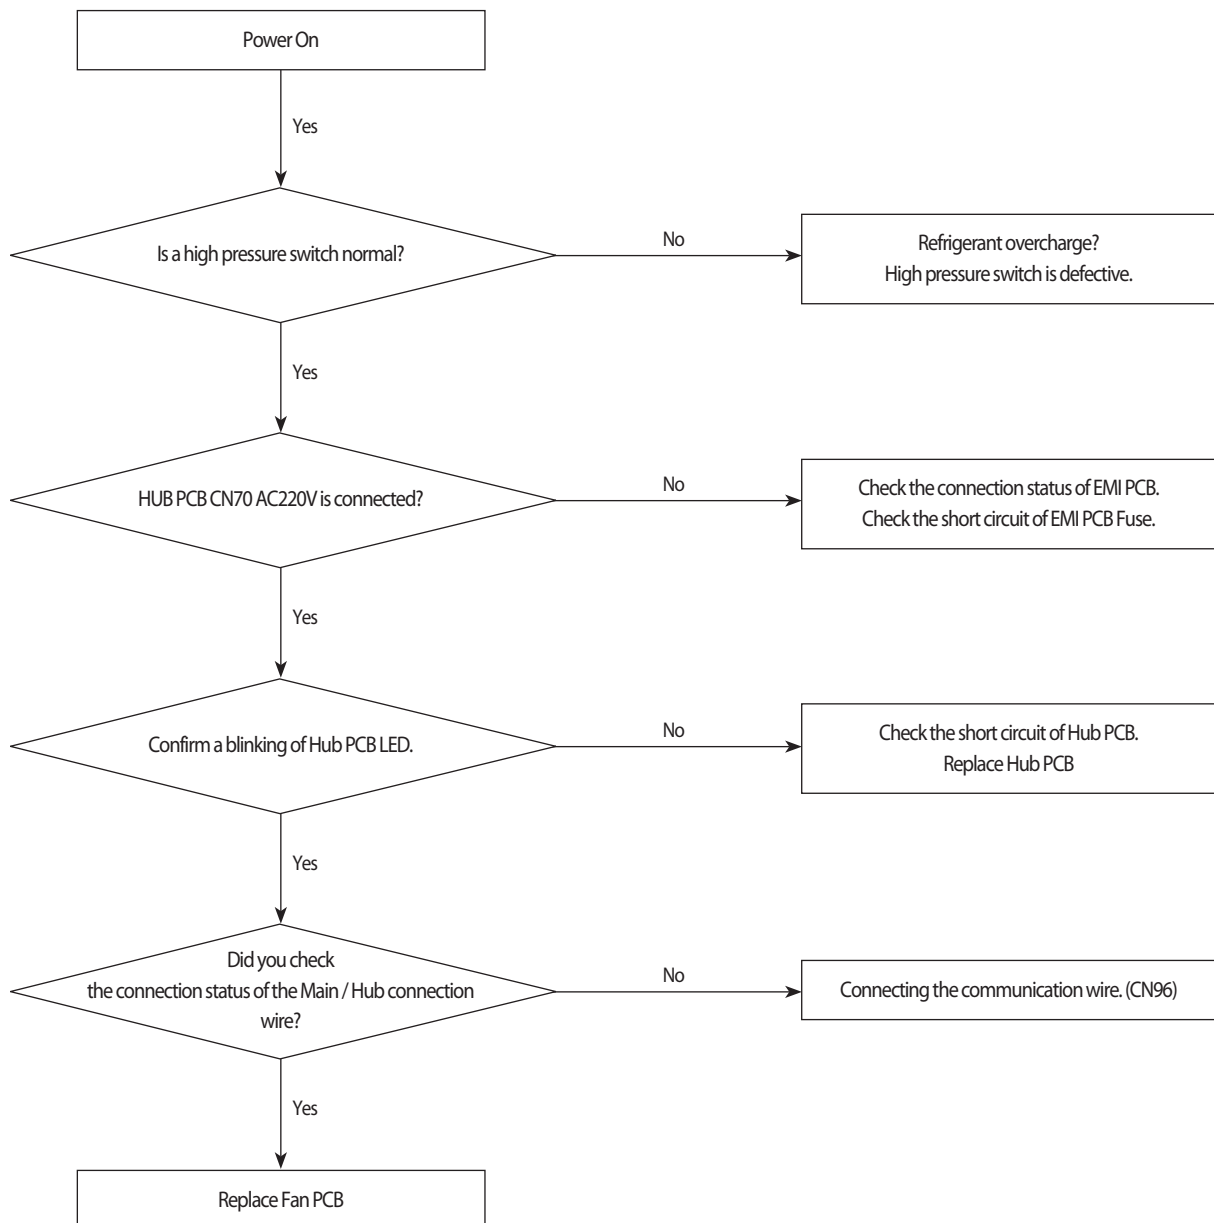 Power On
Yes
Is a high pressure switch normal?
No
Refrigerant overcharge?
High pressure switch is defective.
Yes
HUB PCB CN70 AC220V is connected?
No
Check the connection status of EMI PCB.
Check the short circuit of EMI PCB Fuse.
Yes
Confirm a blinking of Hub PCB LED.
No
Check the short circuit of Hub PCB.
Replace Hub PCB
Yes
Did you check
the connection status of the Main / Hub connection
wire?
No
Connecting the communication wire. (CN96)
Yes
Replace Fan PCB